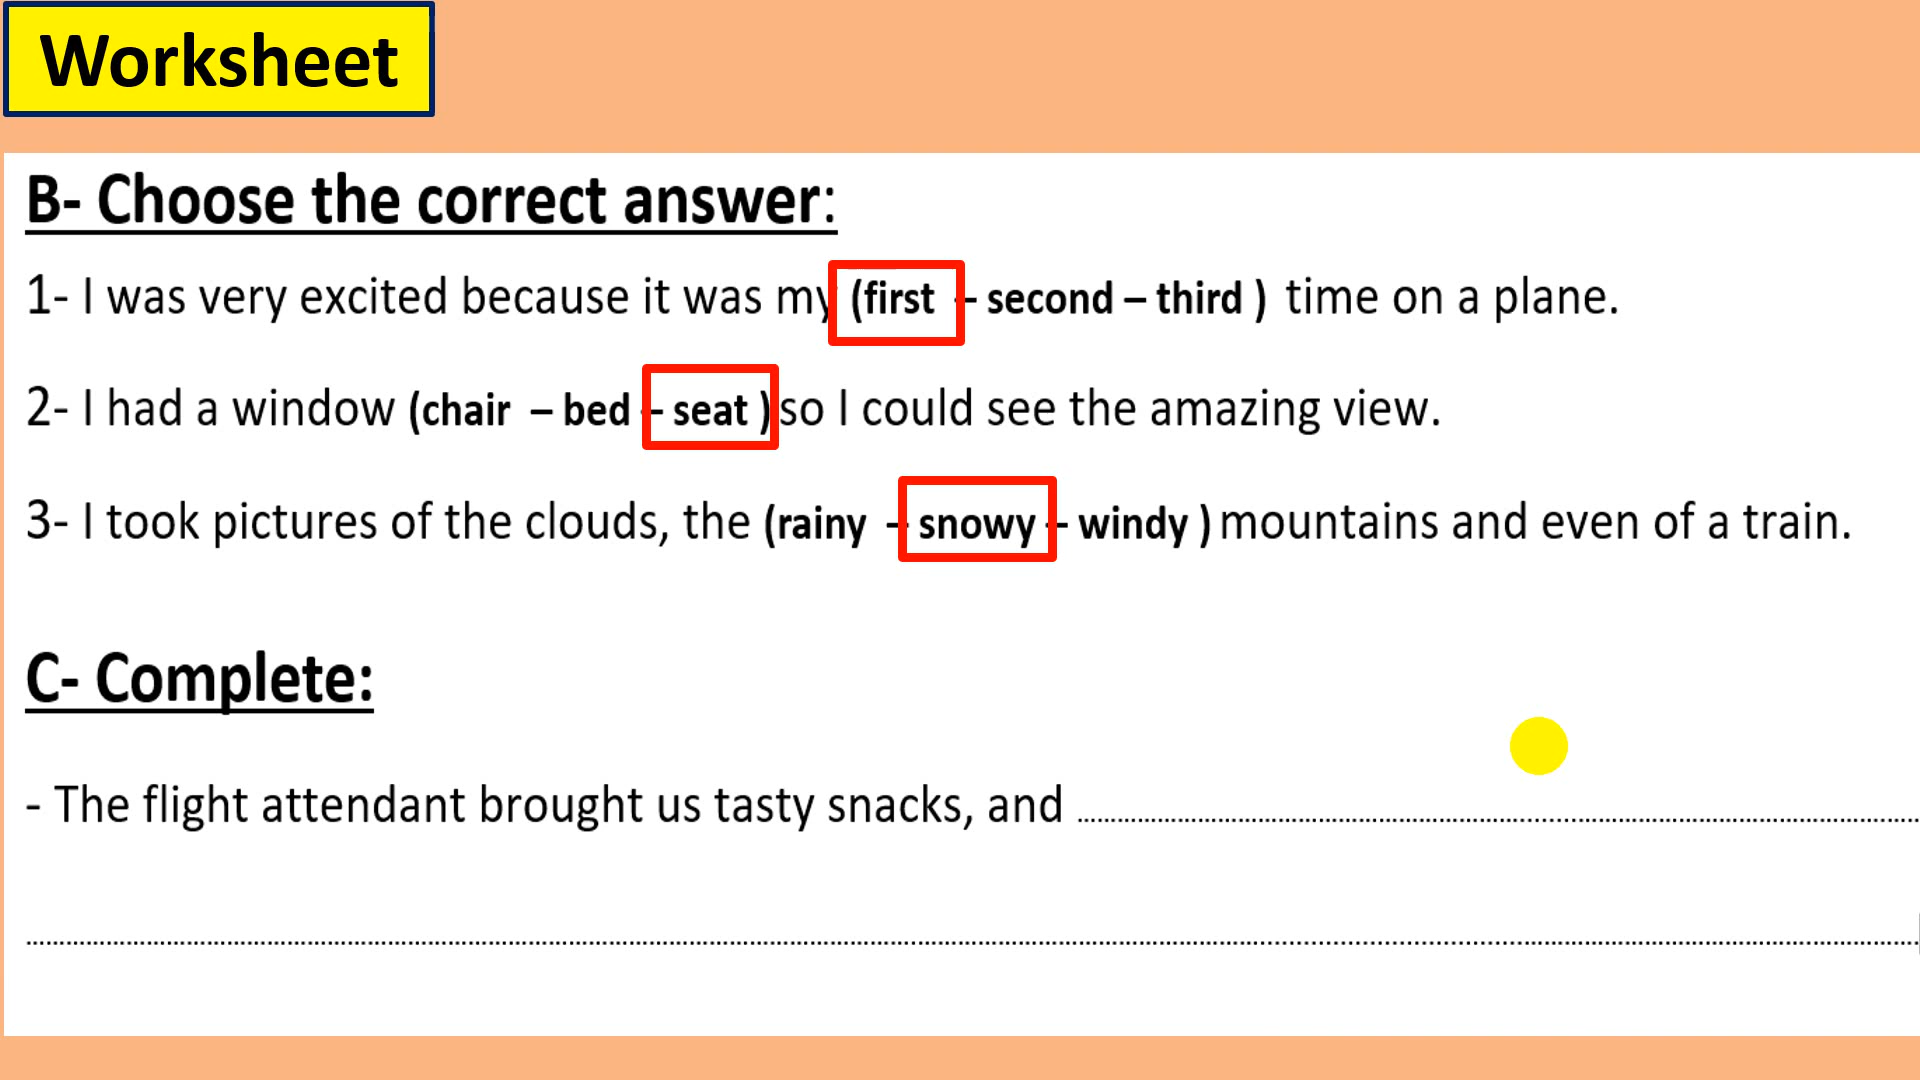 Worksheet
B- Choose the correct answer:
1- I was very excited because it was my (first – second – third ) time on a plane.
2- I had a window (chair – bed – seat ) so I could see the amazing view.
3- I took pictures of the clouds, the (rainy – snowy – windy ) mountains and even of a train.
C- Complete:
- The flight attendant brought us tasty snacks, and ........................................
................................................................................